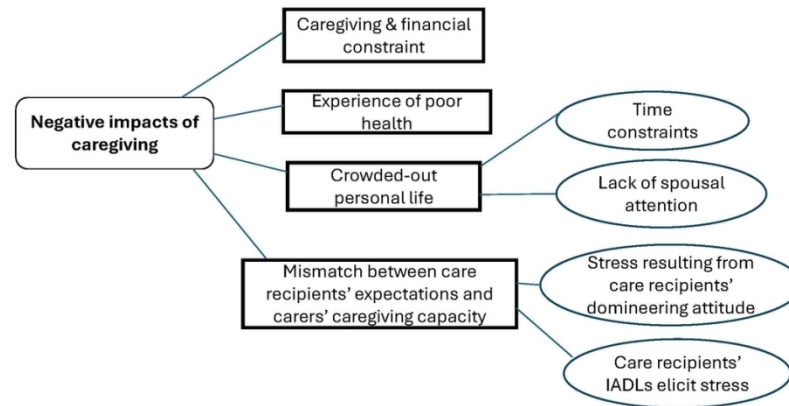 Caregiving & financial
constraint
Negative impacts of
caregiving
Experience of poor
health
Crowded-out
personal life
Time
constraints
Lack of spousal
attention
Mismatch between care
recipients' expectations and
carers' caregiving capacity
Stress resulting from
care recipients'
domineering attitude
Care recipients'
IADLs elicit stress